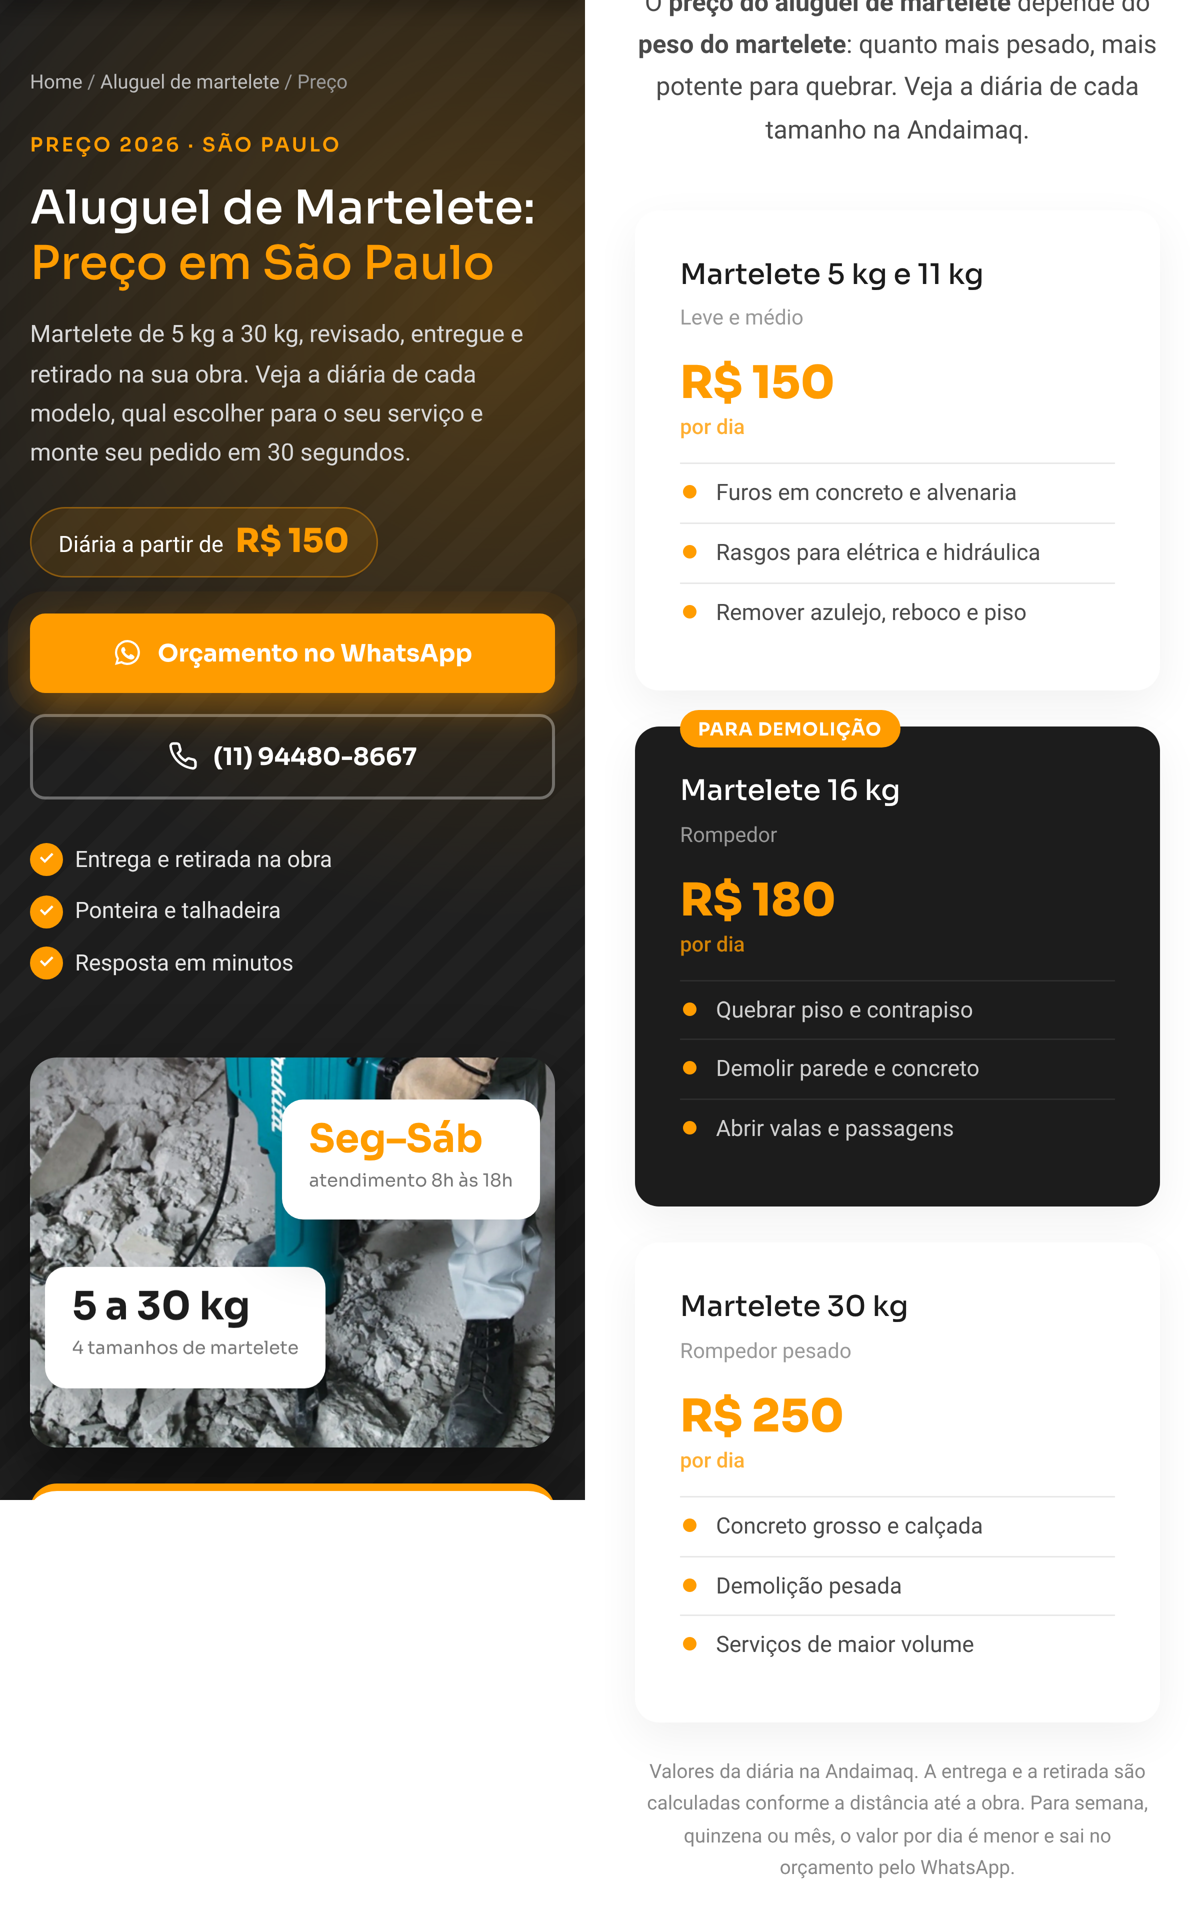 Home / Aluguel de martelete / Preço
PREÇO 2026 · SÃO PAULO
Aluguel de Martelete:
Preço em São Paulo
Martelete de 5 kg a 30 kg, revisado, entregue e
retirado na sua obra. Veja a diária de cada
modelo, qual escolher para o seu serviço e
monte seu pedido em 30 segundos.
Diária a partir de R$ 150
Orçamento no WhatsApp
(11) 94480-8667
Entrega e retirada na obra
Ponteira e talhadeira
Resposta em minutos
makita
Seg–Sáb
atendimento 8h às 18h
5 a 30 kg
4 tamanhos de martelete
O preço do aluguel de martelete depende do
peso do martelete: quanto mais pesado, mais
potente para quebrar. Veja a diária de cada
tamanho na Andaimaq.
Martelete 5 kg e 11 kg
Leve e médio
R$ 150
por dia
Furos em concreto e alvenaria
Rasgos para elétrica e hidráulica
Remover azulejo, reboco e piso
PARA DEMOLIÇÃO
Martelete 16 kg
Rompedor
R$ 180
por dia
Quebrar piso e contrapiso
Demolir parede e concreto
Abrir valas e passagens
Martelete 30 kg
Rompedor pesado
R$ 250
por dia
Concreto grosso e calçada
Demolição pesada
Serviços de maior volume
Valores da diária na Andaimaq. A entrega e a retirada são
calculadas conforme a distância até a obra. Para semana,
quinzena ou mês, o valor por dia é menor e sai no
orçamento pelo WhatsApp.